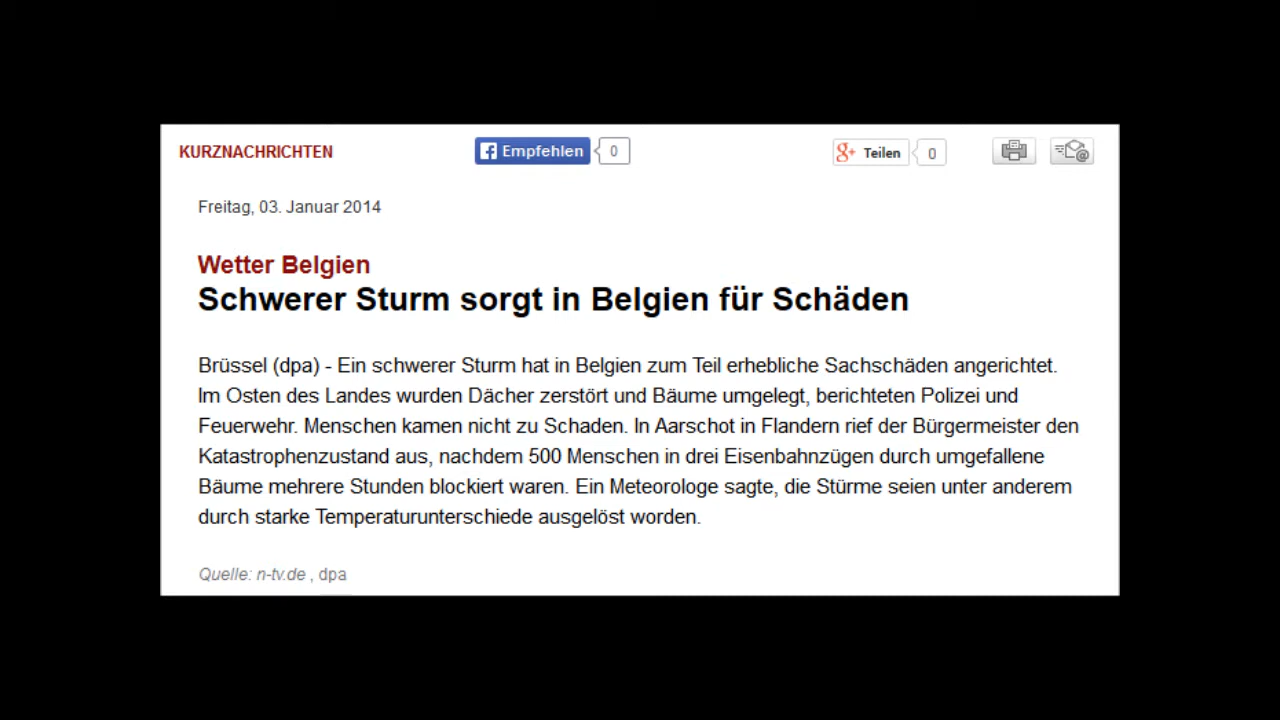 KURZNACHRICHTEN
Empfehlen 0
g+ Teilen 0
Freitag, 03. Januar 2014
Wetter Belgien
Schwerer Sturm sorgt in Belgien für Schäden
Brüssel (dpa) - Ein schwerer Sturm hat in Belgien zum Teil erhebliche Sachschäden angerichtet.
Im Osten des Landes wurden Dächer zerstört und Bäume umgelegt, berichteten Polizei und
Feuerwehr. Menschen kamen nicht zu Schaden. In Aarschot in Flandern rief der Bürgermeister den
Katastrophenzustand aus, nachdem 500 Menschen in drei Eisenbahnzügen durch umgefallene
Bäume mehrere Stunden blockiert waren. Ein Meteorologe sagte, die Stürme seien unter anderem
durch starke Temperaturunterschiede ausgelöst worden.
Quelle: n-tv.de , dpa